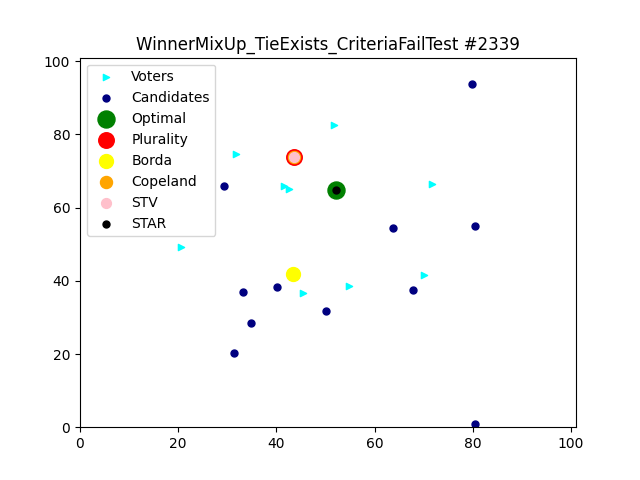 WinnerMixUp_TieExists_CriteriaFailTest #2339
Voters
Candidates
Optimal
Plurality
Borda
Copeland
STV
STAR
100
80
60
40
20
0
0 20 40 60 80 100